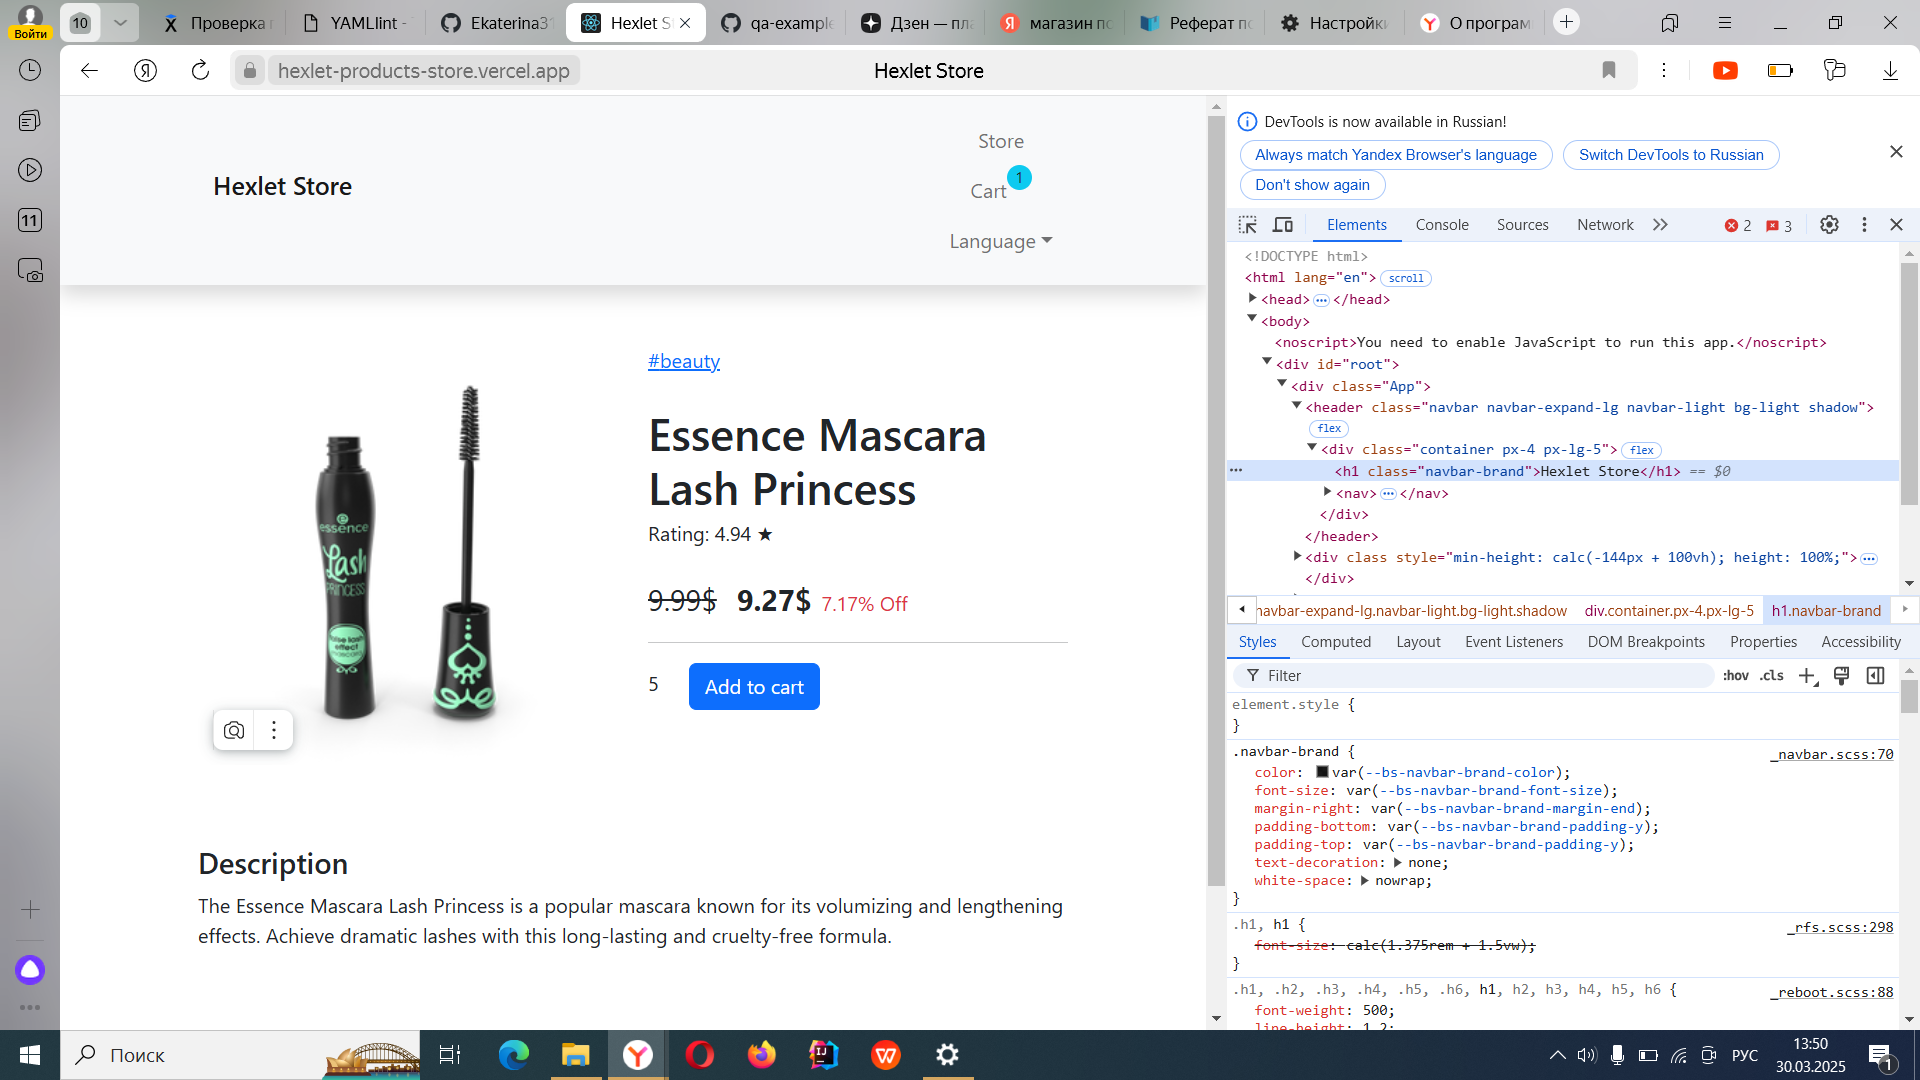 Войти
10
Проверка
YAMLlint -
Ekaterina3
Hexlet S
qa-example
Дзен — пла
магазин по
Реферат по
Настройки
О програм
hexlet-products-store.vercel.app
Hexlet Store
11
Store
Hexlet Store
Cart
1
Language
#beauty
Essence Mascara
Lash Princess
Rating: 4.94 ★
9.99$ 9.27$ 7.17% Off
5
Add to cart
essence
Lash
PRINCESS
false lash
effect
mascara
Description
The Essence Mascara Lash Princess is a popular mascara known for its volumizing and lengthening
effects. Achieve dramatic lashes with this long-lasting and cruelty-free formula.
DevTools is now available in Russian!
Always match Yandex Browser's language
Switch DevTools to Russian
Don't show again
Elements Console Sources Network 2 3
<!DOCTYPE html>
<html lang="en"> scroll
<head> ••• </head>
<body>
<noscript>You need to enable JavaScript to run this app.</noscript>
<div id="root">
<div class="App">
<header class="navbar navbar-expand-lg navbar-light bg-light shadow">
flex
<div class="container px-4 px-lg-5"> flex
<h1 class="navbar-brand">Hexlet Store</h1> == $0
<nav> ••• </nav>
</div>
</header>
<div class style="min-height: calc(-144px + 100vh); height: 100%;"> •••
</div>
navbar-expand-lg.navbar-light.bg-light.shadow div.container.px-4.px-lg-5 h1.navbar-brand
Styles Computed Layout Event Listeners DOM Breakpoints Properties Accessibility
Filter :hov .cls
element.style {
}
.navbar-brand { _navbar.scss:70
color: var(--bs-navbar-brand-color);
font-size: var(--bs-navbar-brand-font-size);
margin-right: var(--bs-navbar-brand-margin-end);
padding-bottom: var(--bs-navbar-brand-padding-y);
padding-top: var(--bs-navbar-brand-padding-y);
text-decoration: none;
white-space: nowrap;
}
.h1, h1 { _rfs.scss:298
font-size: calc(1.375rem + 1.5vw);
}
.h1, .h2, .h3, .h4, .h5, .h6, h1, h2, h3, h4, h5, h6 { _reboot.scss:88
font-weight: 500;
line-height: 1.2;
Поиск
РУС
13:50
30.03.2025
1